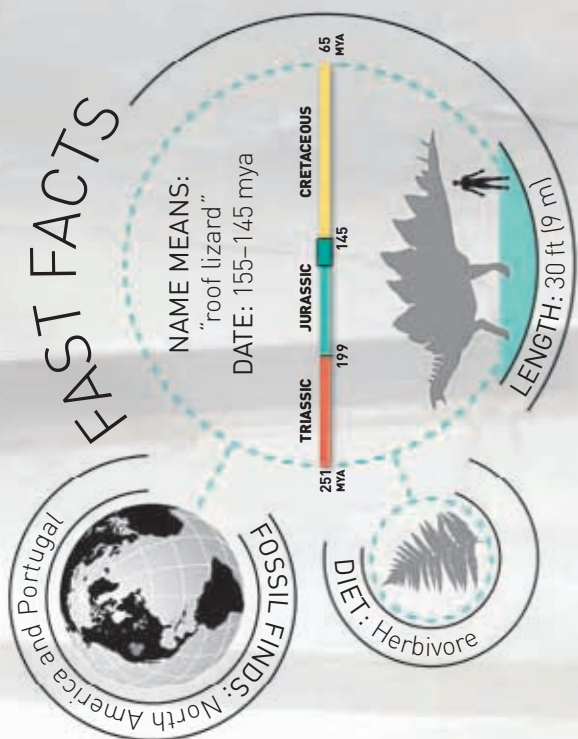 FAST FACTS
NAME MEANS:
"roof lizard"
DATE: 155–145 mya
TRIASSIC JURASSIC CRETACEOUS
251 MYA 199 145 65 MYA
LENGTH: 30 ft (9 m)
FOSSIL FINDS: North America and Portugal
DIET: Herbivore